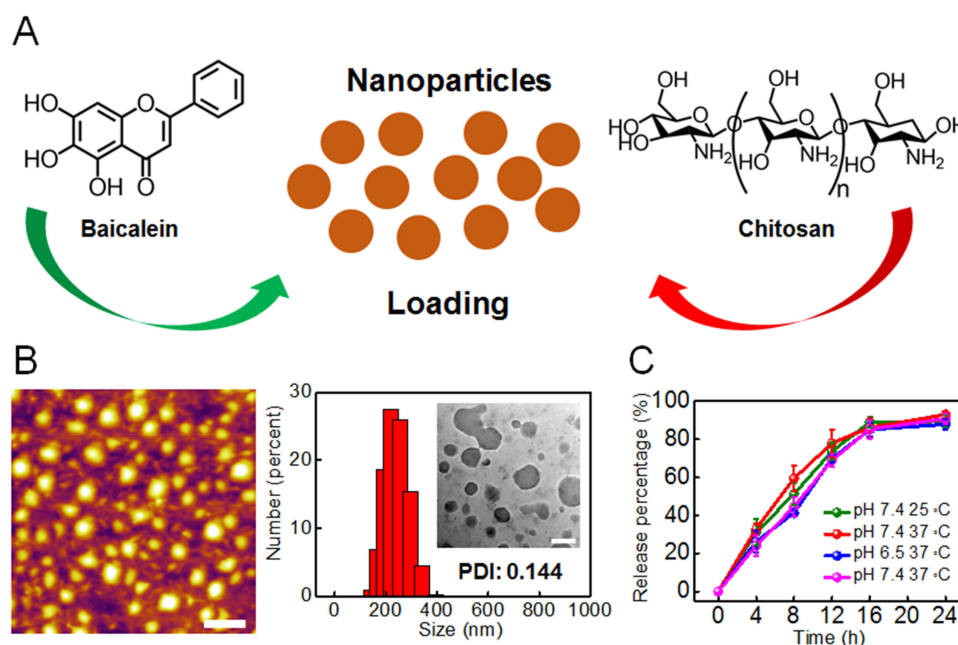 A
Nanoparticles
Loading
HO
HO
OH
O
O
Baicalein
OH
HO
HO
O
NH2
O
OH
O
HO
NH2
O
n
OH
OH
HO
NH2
Chitosan
B
Number (percent)
30
20
10
0
0 200 400 600 800 1000
Size (nm)
PDI: 0.144
C
Release percentage (%)
100
80
60
40
20
0
pH 7.4 25 °C
pH 7.4 37 °C
pH 6.5 37 °C
pH 7.4 37 °C
0 4 8 12 16 20 24
Time (h)